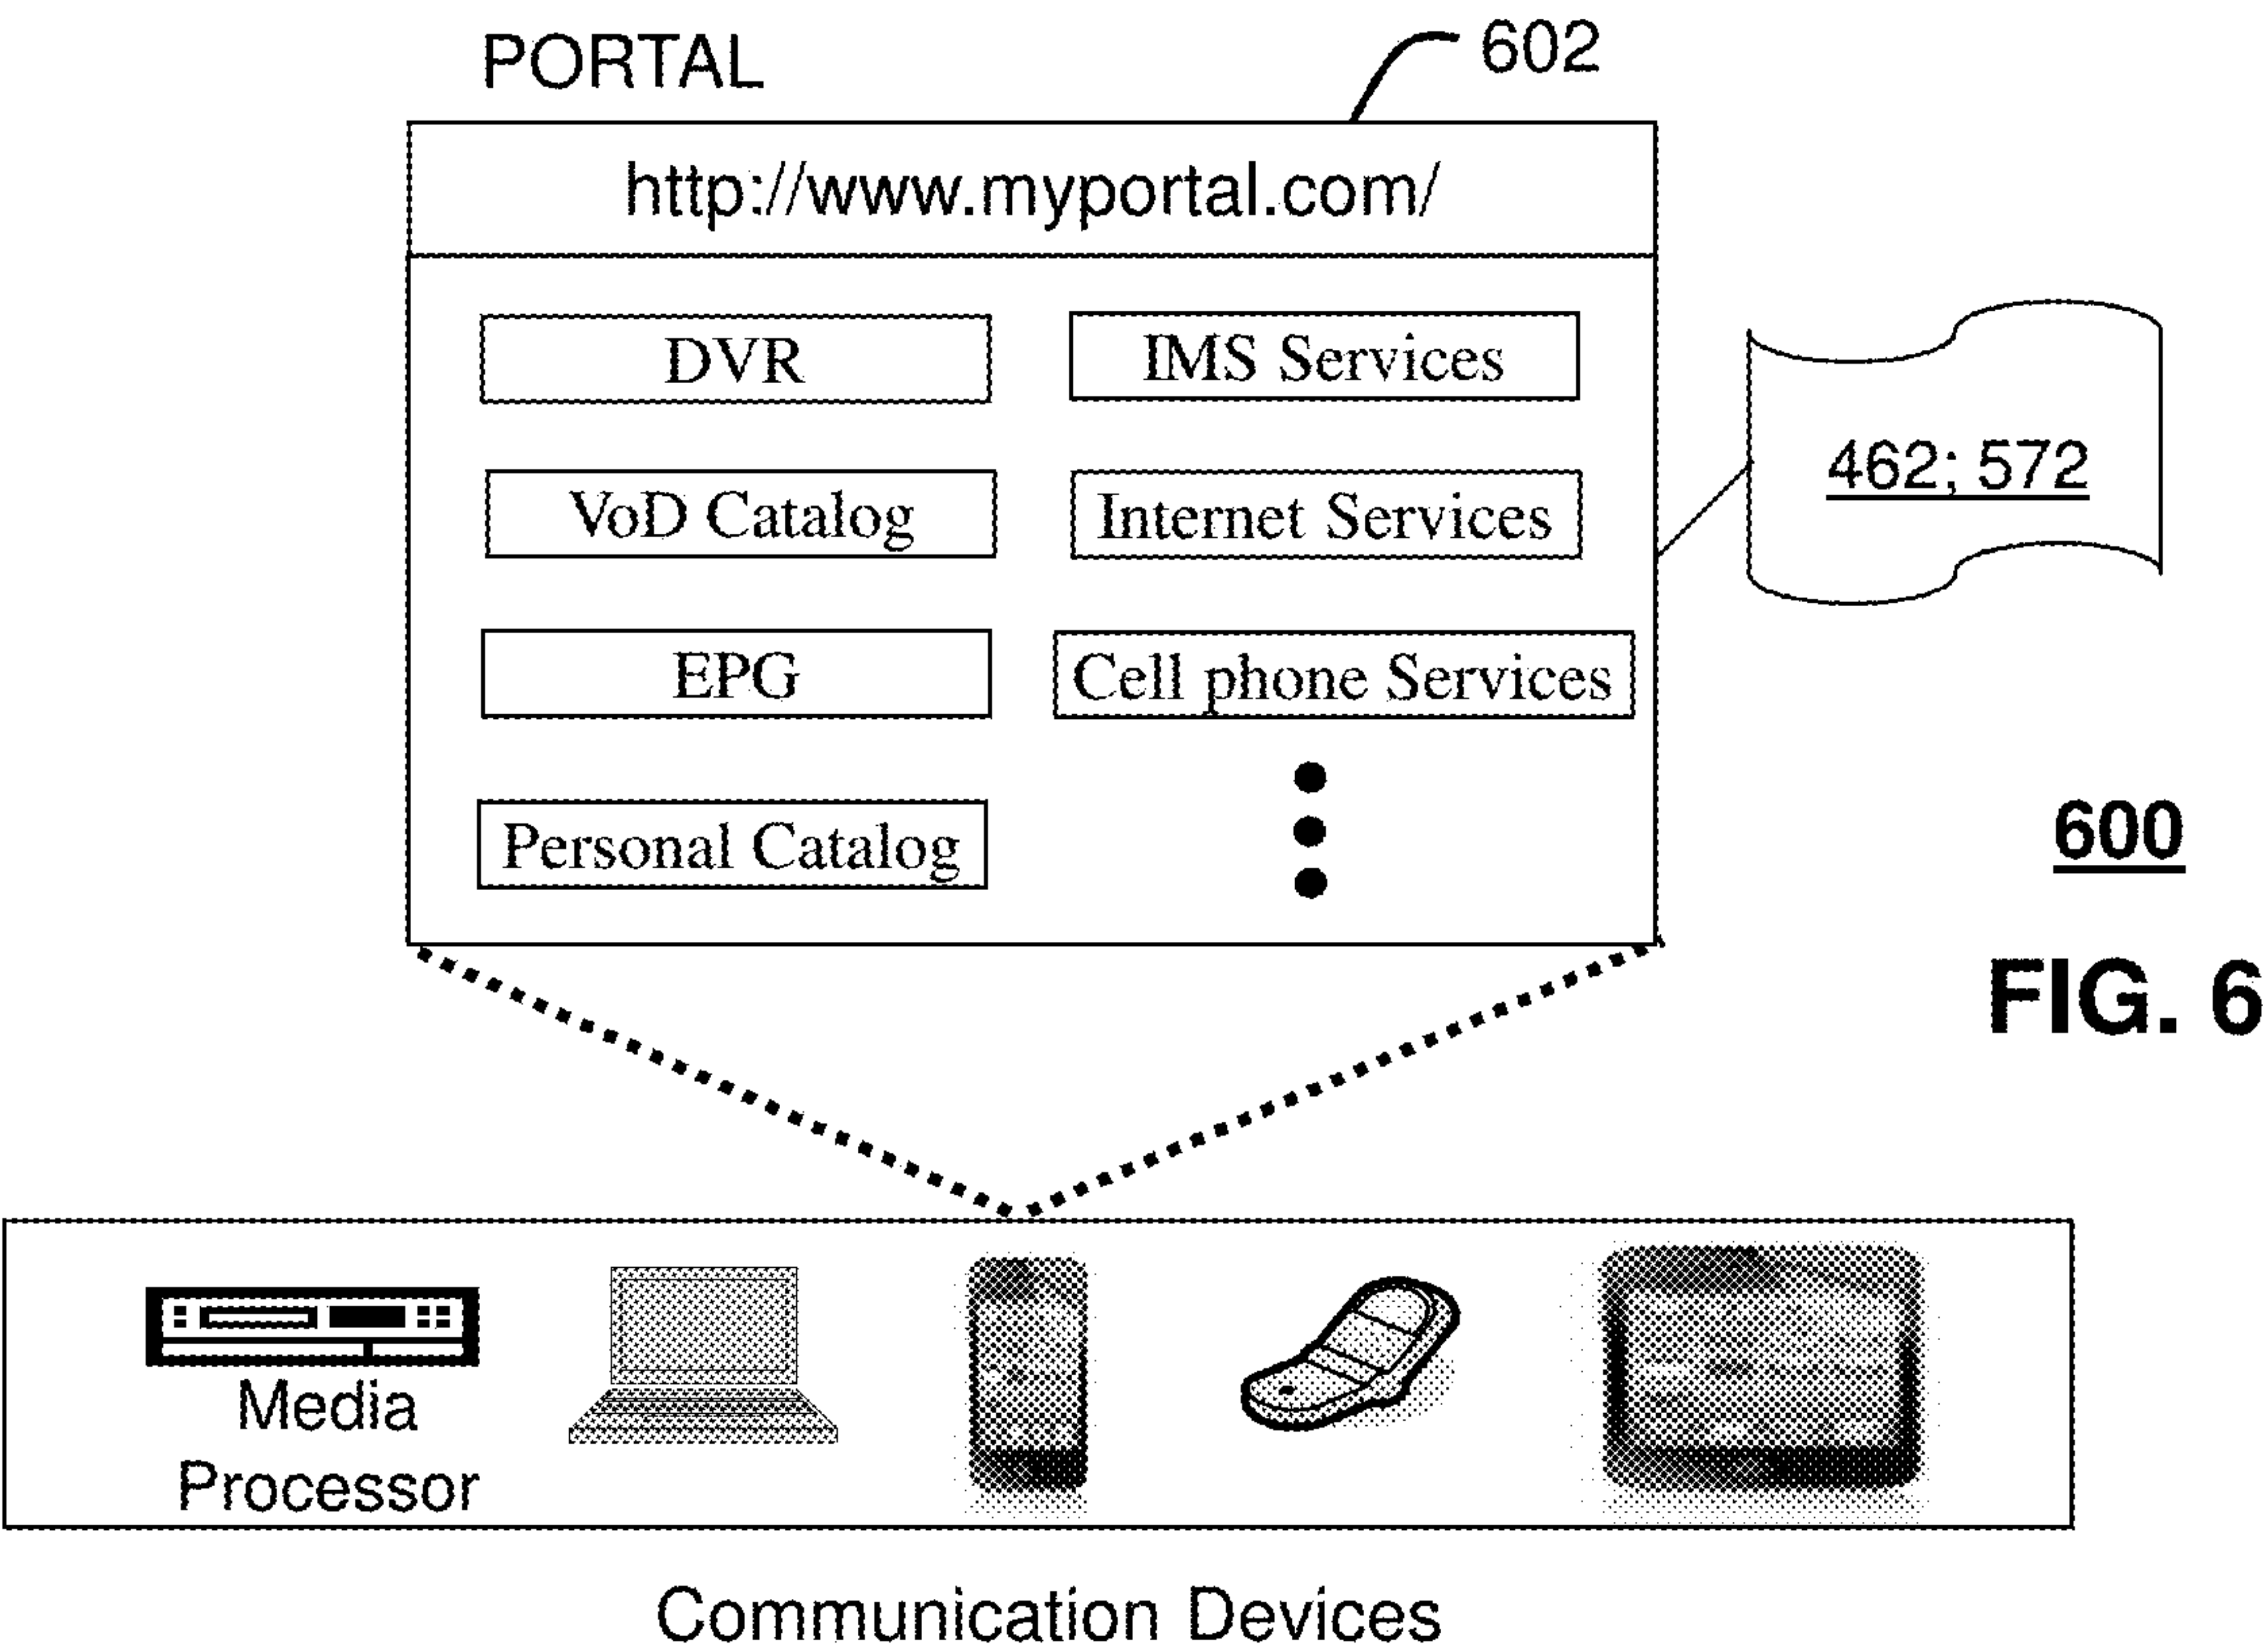 PORTAL
602
http://www.myportal.com/
DVR
IMS Services
VoD Catalog
Internet Services
462; 572
EPG
Cell phone Services
Personal Catalog
600
FIG. 6
Media
Processor
Communication Devices